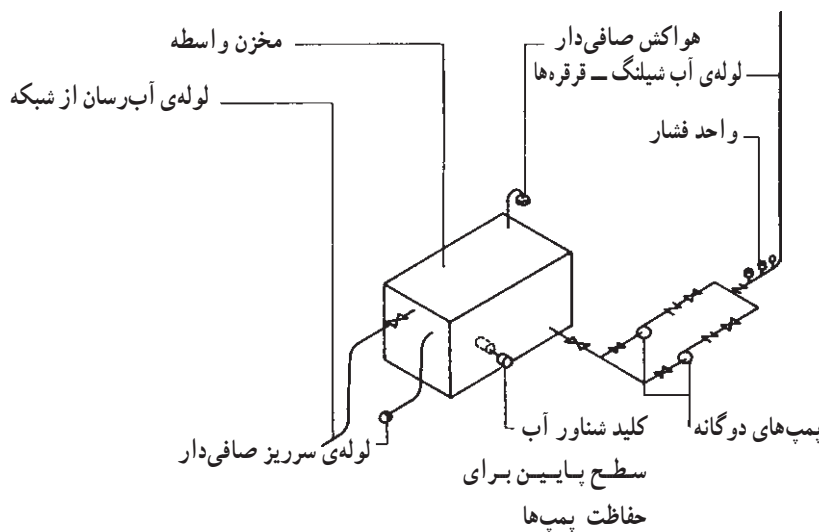 هواکش صافی‌دار
مخزن واسطه
لوله‌ی آب شیلنگ ــ قرقره‌ها
لوله‌ی آب‌رسان از شبکه
واحد فشار
پمپ‌های دوگانه
کلید شناور آب
سطح پایین برای
حفاظت پمپ‌ها
لوله‌ی سرریز صافی‌دار